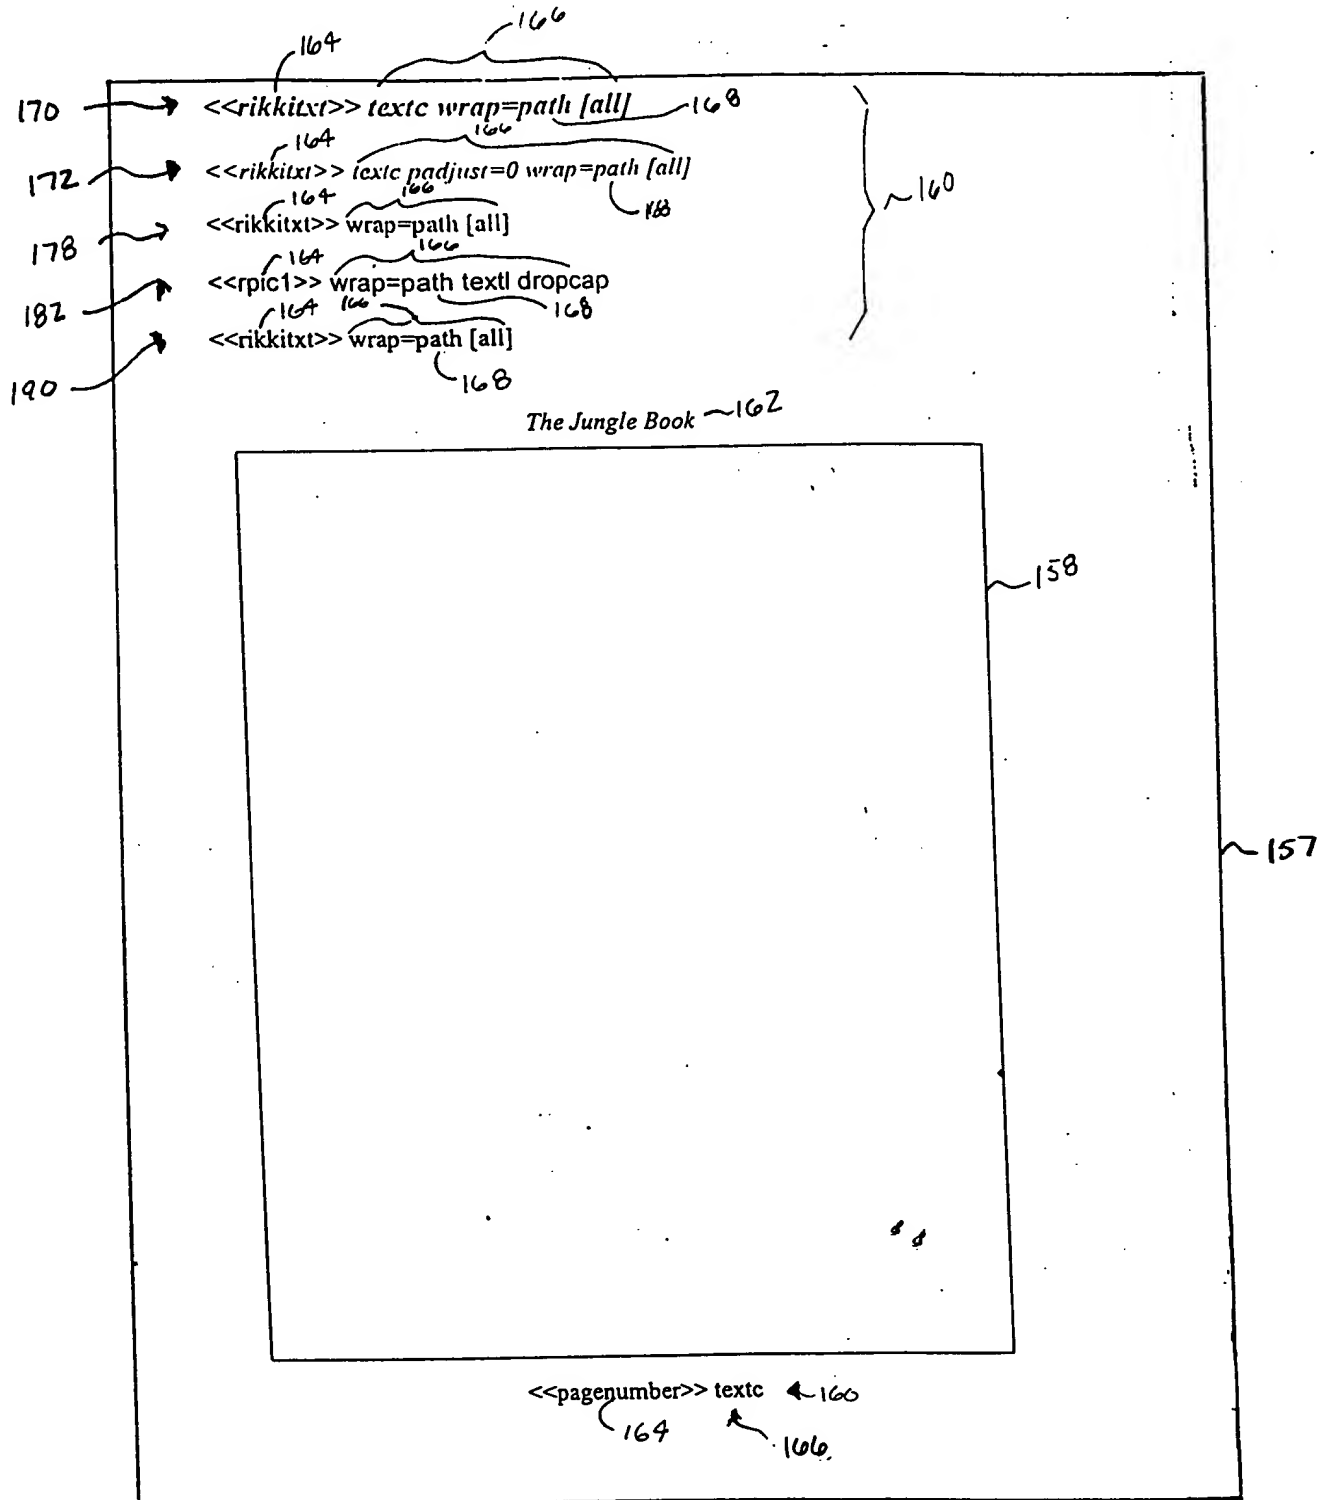 166
164
170 <<rikkitxt>> textc wrap=path [all] 168
164 166
172 <<rikkitxt>> textc padjust=0 wrap=path [all]
168 160
164 166
178 <<rikkitxt>> wrap=path [all]
164 166
182 <<rpic1>> wrap=path textl dropcap
164 166 168
190 <<rikkitxt>> wrap=path [all]
168
The Jungle Book 162
158
157
<<pagenumber>> textc 160
164 166